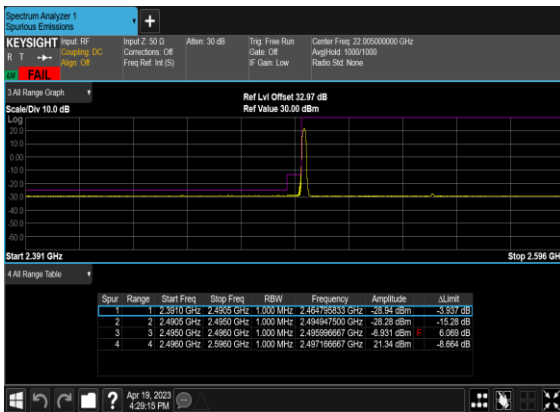 Spectrum Analyzer 1
Spurious Emissions
+
KEYSIGHT Input: RF Input Z: 50 Ω Atten: 30 dB Trig: Free Run Center Freq: 22.005000000 GHz
R T Coupling: DC Corrections: Off Gate: Off Avg|Hold: 1000/1000
Align: Off Freq Ref: Int (S) IF Gain: Low Radio Std: None
LV FAIL
3 All Range Graph
Ref Lvl Offset 32.97 dB
Scale/Div 10.0 dB Ref Value 30.00 dBm
Log
20.0
10.0
0.00
-10.0
-20.0
-30.0
-40.0
-50.0
-60.0
Start 2.391 GHz Stop 2.596 GH
4 All Range Table
Spur Range Start Freq Stop Freq RBW Frequency Amplitude ΔLimit
1 1 2.3910 GHz 2.4905 GHz 1.000 MHz 2.464795833 GHz -28.94 dBm -3.937 dB
2 2 2.4905 GHz 2.4950 GHz 1.000 MHz 2.494947500 GHz -28.28 dBm -15.28 dB
3 3 2.4950 GHz 2.4960 GHz 1.000 MHz 2.495996667 GHz -6.931 dBm F 6.069 dB
4 4 2.4960 GHz 2.5960 GHz 1.000 MHz 2.497166667 GHz 21.34 dBm -8.664 dB
? Apr 19, 2023
4:29:15 PM